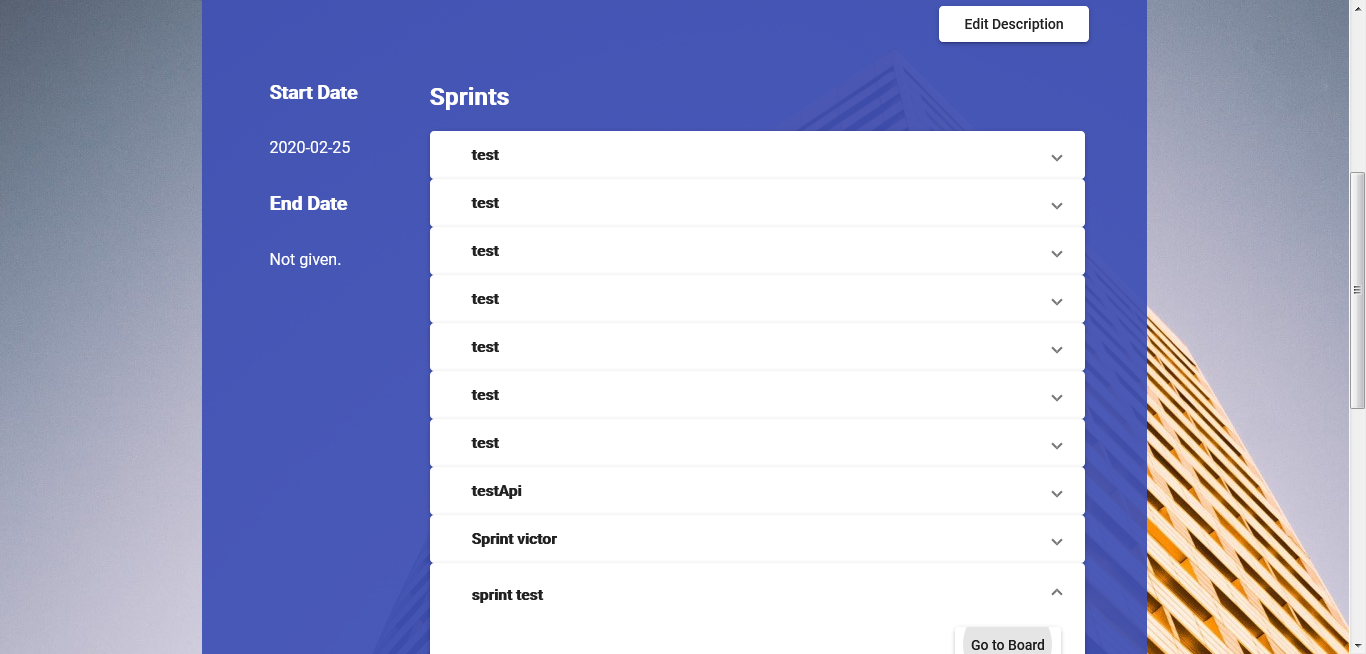 Edit Description
Start Date
2020-02-25
End Date
Not given.
Sprints
test
test
test
test
test
test
test
testApi
Sprint victor
sprint test
Go to Board